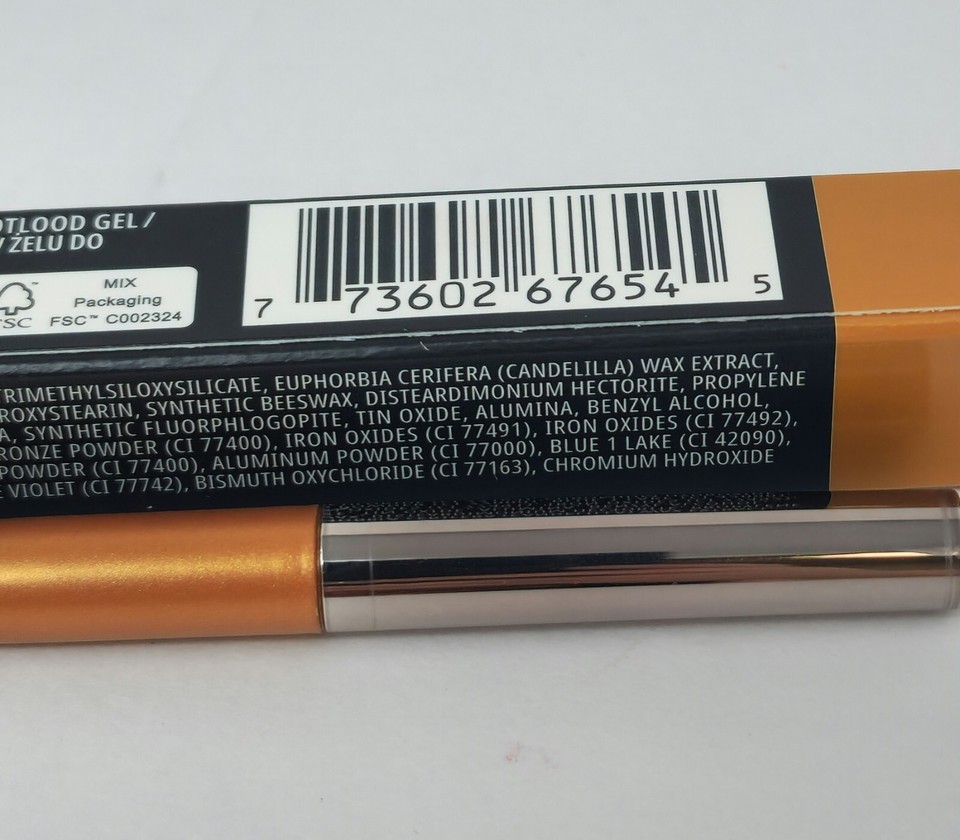 OTLOOD GEL /
/ ŻELU DO
MIX
Packaging
FSC™ C002324
FSC
7 73602 67654 5
TRIMETHYLSILOXYSILICATE, EUPHORBIA CERIFERA (CANDELILLA) WAX EXTRACT,
ROXYSTEARIN, SYNTHETIC BEESWAX, DISTEARDIMONIUM HECTORITE, PROPYLENE
A, SYNTHETIC FLUORPHLOGOPITE, TIN OXIDE, ALUMINA, BENZYL ALCOHOL,
RONZE POWDER (CI 77400), IRON OXIDES (CI 77491), IRON OXIDES (CI 77492),
POWDER (CI 77400), ALUMINUM POWDER (CI 77000), BLUE 1 LAKE (CI 42090),
E VIOLET (CI 77742), BISMUTH OXYCHLORIDE (CI 77163), CHROMIUM HYDROXIDE